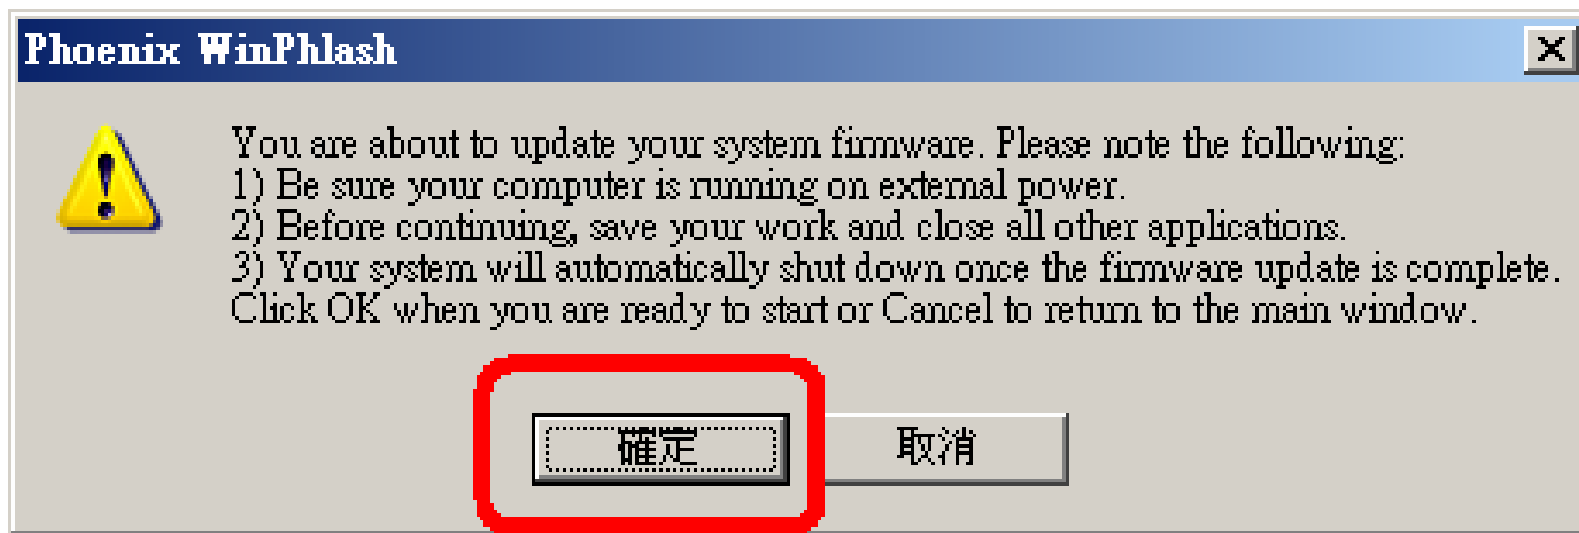 Phoenix WinPhlash
You are about to update your system firmware. Please note the following:
1) Be sure your computer is running on external power.
2) Before continuing, save your work and close all other applications.
3) Your system will automatically shut down once the firmware update is complete.
Click OK when you are ready to start or Cancel to return to the main window.
確定 取消